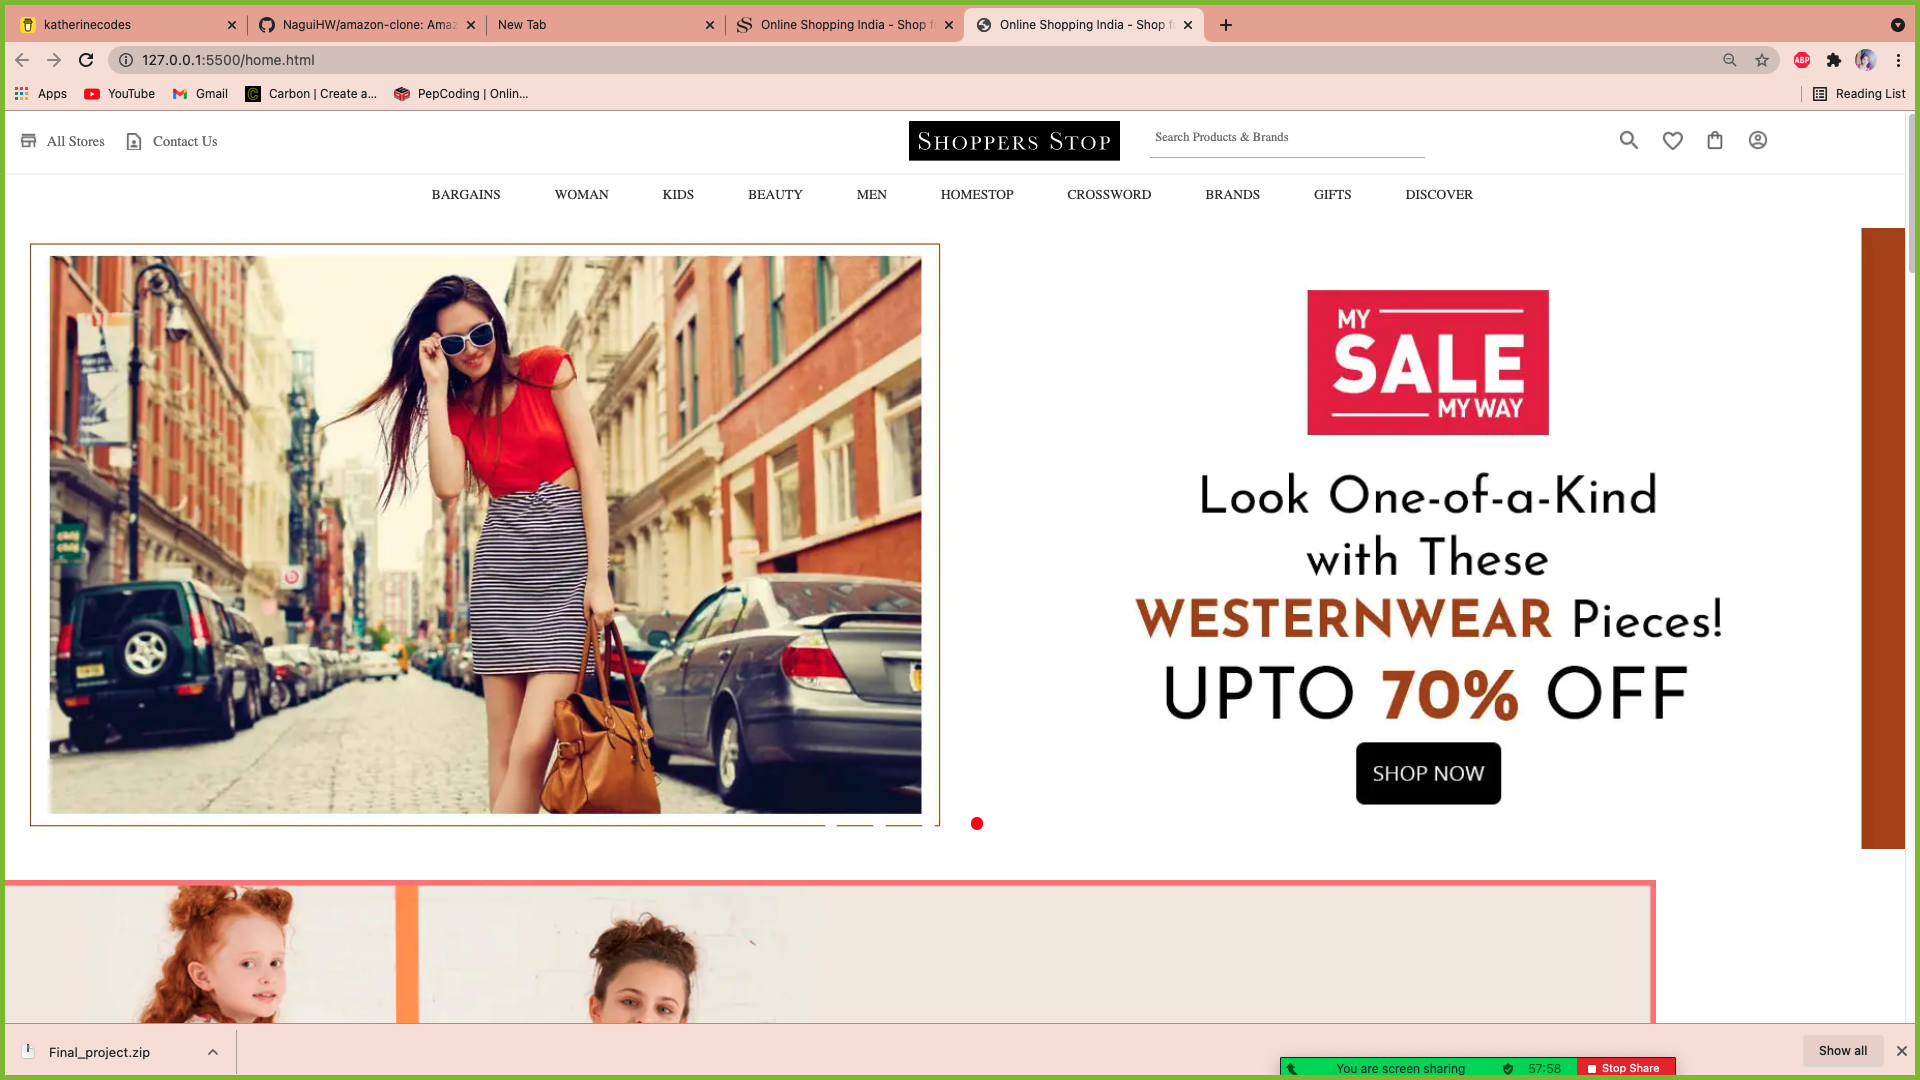 katherinecodes
NaguiHW/amazon-clone: Amaz
New Tab
Online Shopping India - Shop f
Online Shopping India - Shop f
127.0.0.1:5500/home.html
ABP
Apps
YouTube
Gmail
Carbon | Create a...
PepCoding | Onlin...
Reading List
All Stores
Contact Us
SHOPPERS STOP
Search Products & Brands
BARGAINS
WOMAN
KIDS
BEAUTY
MEN
HOMESTOP
CROSSWORD
BRANDS
GIFTS
DISCOVER
MY
SALE
MY WAY
Look One-of-a-Kind
with These
WESTERNWEAR Pieces!
UPTO 70% OFF
SHOP NOW
Final_project.zip
Show all
You are screen sharing
57:58
Stop Share